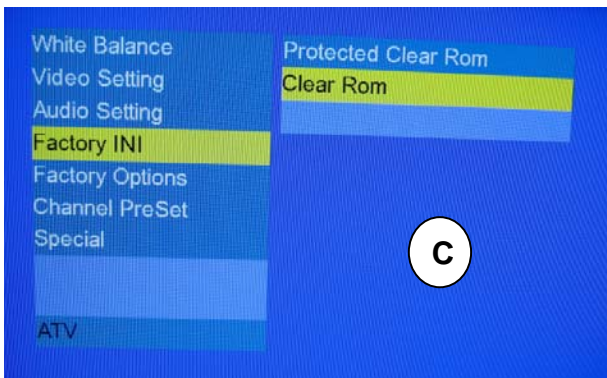 White Balance
Video Setting
Audio Setting
Factory INI
Factory Options
Channel PreSet
Special
ATV
Protected Clear Rom
Clear Rom
C